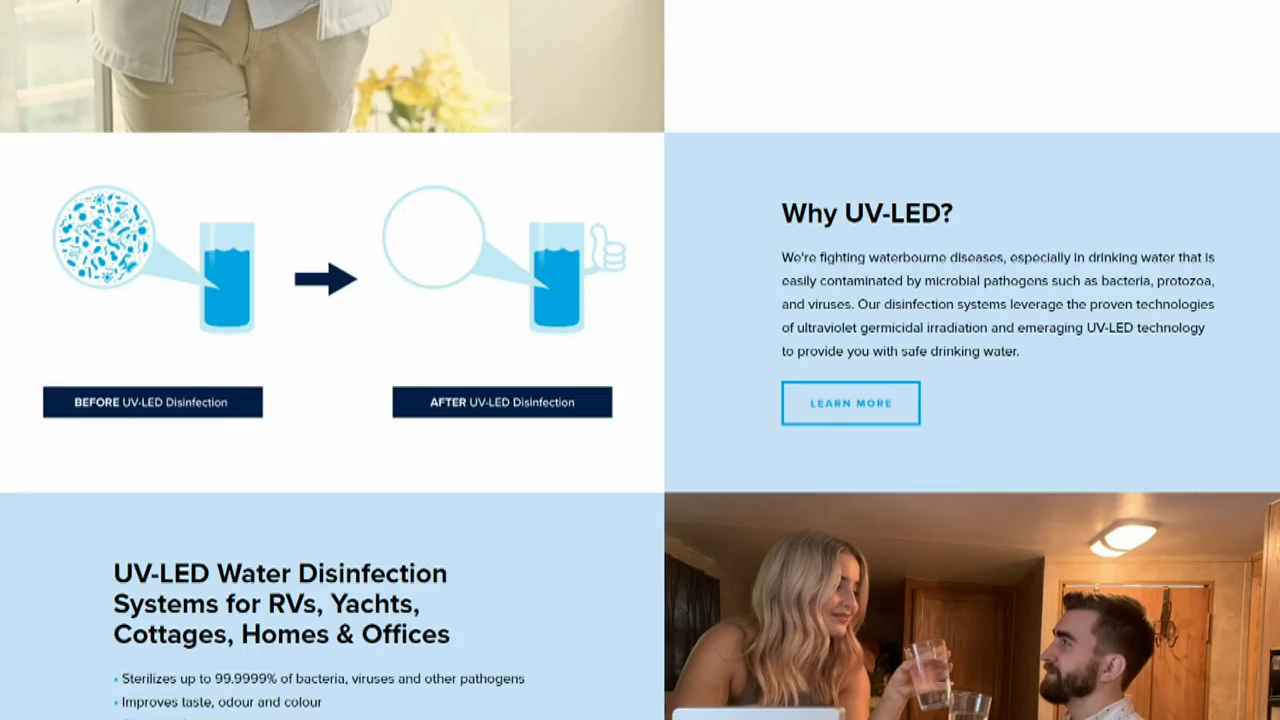 Why UV-LED?
We're fighting waterbourne diseases, especially in drinking water that is
easily contaminated by microbial pathogens such as bacteria, protozoa,
and viruses. Our disinfection systems leverage the proven technologies
of ultraviolet germicidal irradiation and emeraging UV-LED technology
to provide you with safe drinking water.
LEARN MORE
BEFORE UV-LED Disinfection
AFTER UV-LED Disinfection
UV-LED Water Disinfection
Systems for RVs, Yachts,
Cottages, Homes & Offices
• Sterilizes up to 99.9999% of bacteria, viruses and other pathogens
• Improves taste, odour and colour